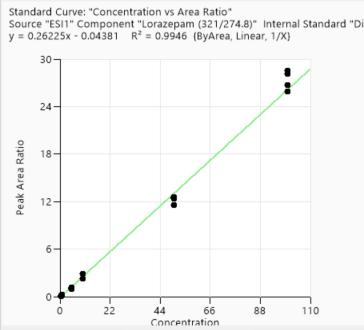 Standard Curve: "Concentration vs Area Ratio"
Source "ESI1" Component "Lorazepam (321/274.8)" Internal Standard "Di
y = 0.26225x - 0.04381 R² = 0.9946 {ByArea, Linear, 1/X}
30
24
18
12
6
0
Peak Area Ratio
0 22 44 66 88 110
Concentration